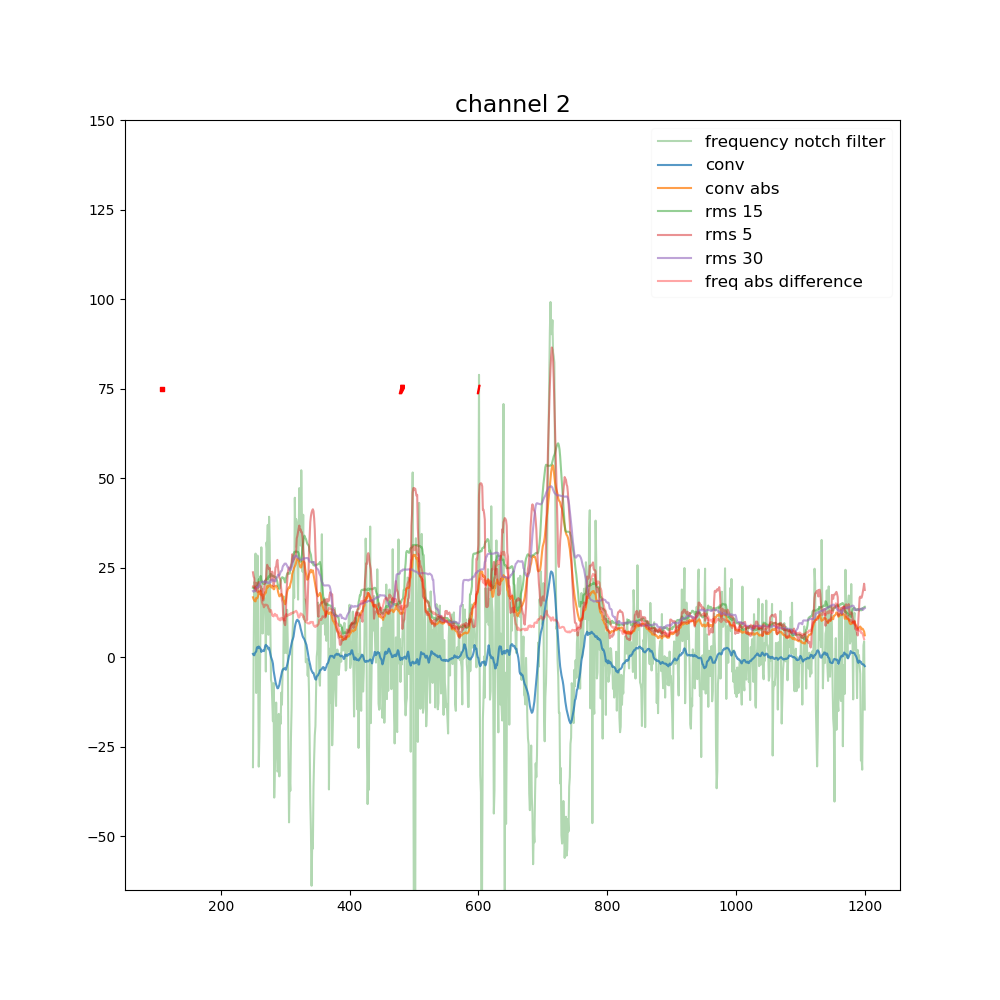 channel 2
150
125
100
75
50
25
0
−25
−50
frequency notch filter
conv
conv abs
rms 15
rms 5
rms 30
freq abs difference
. , /
200 400 600 800 1000 1200